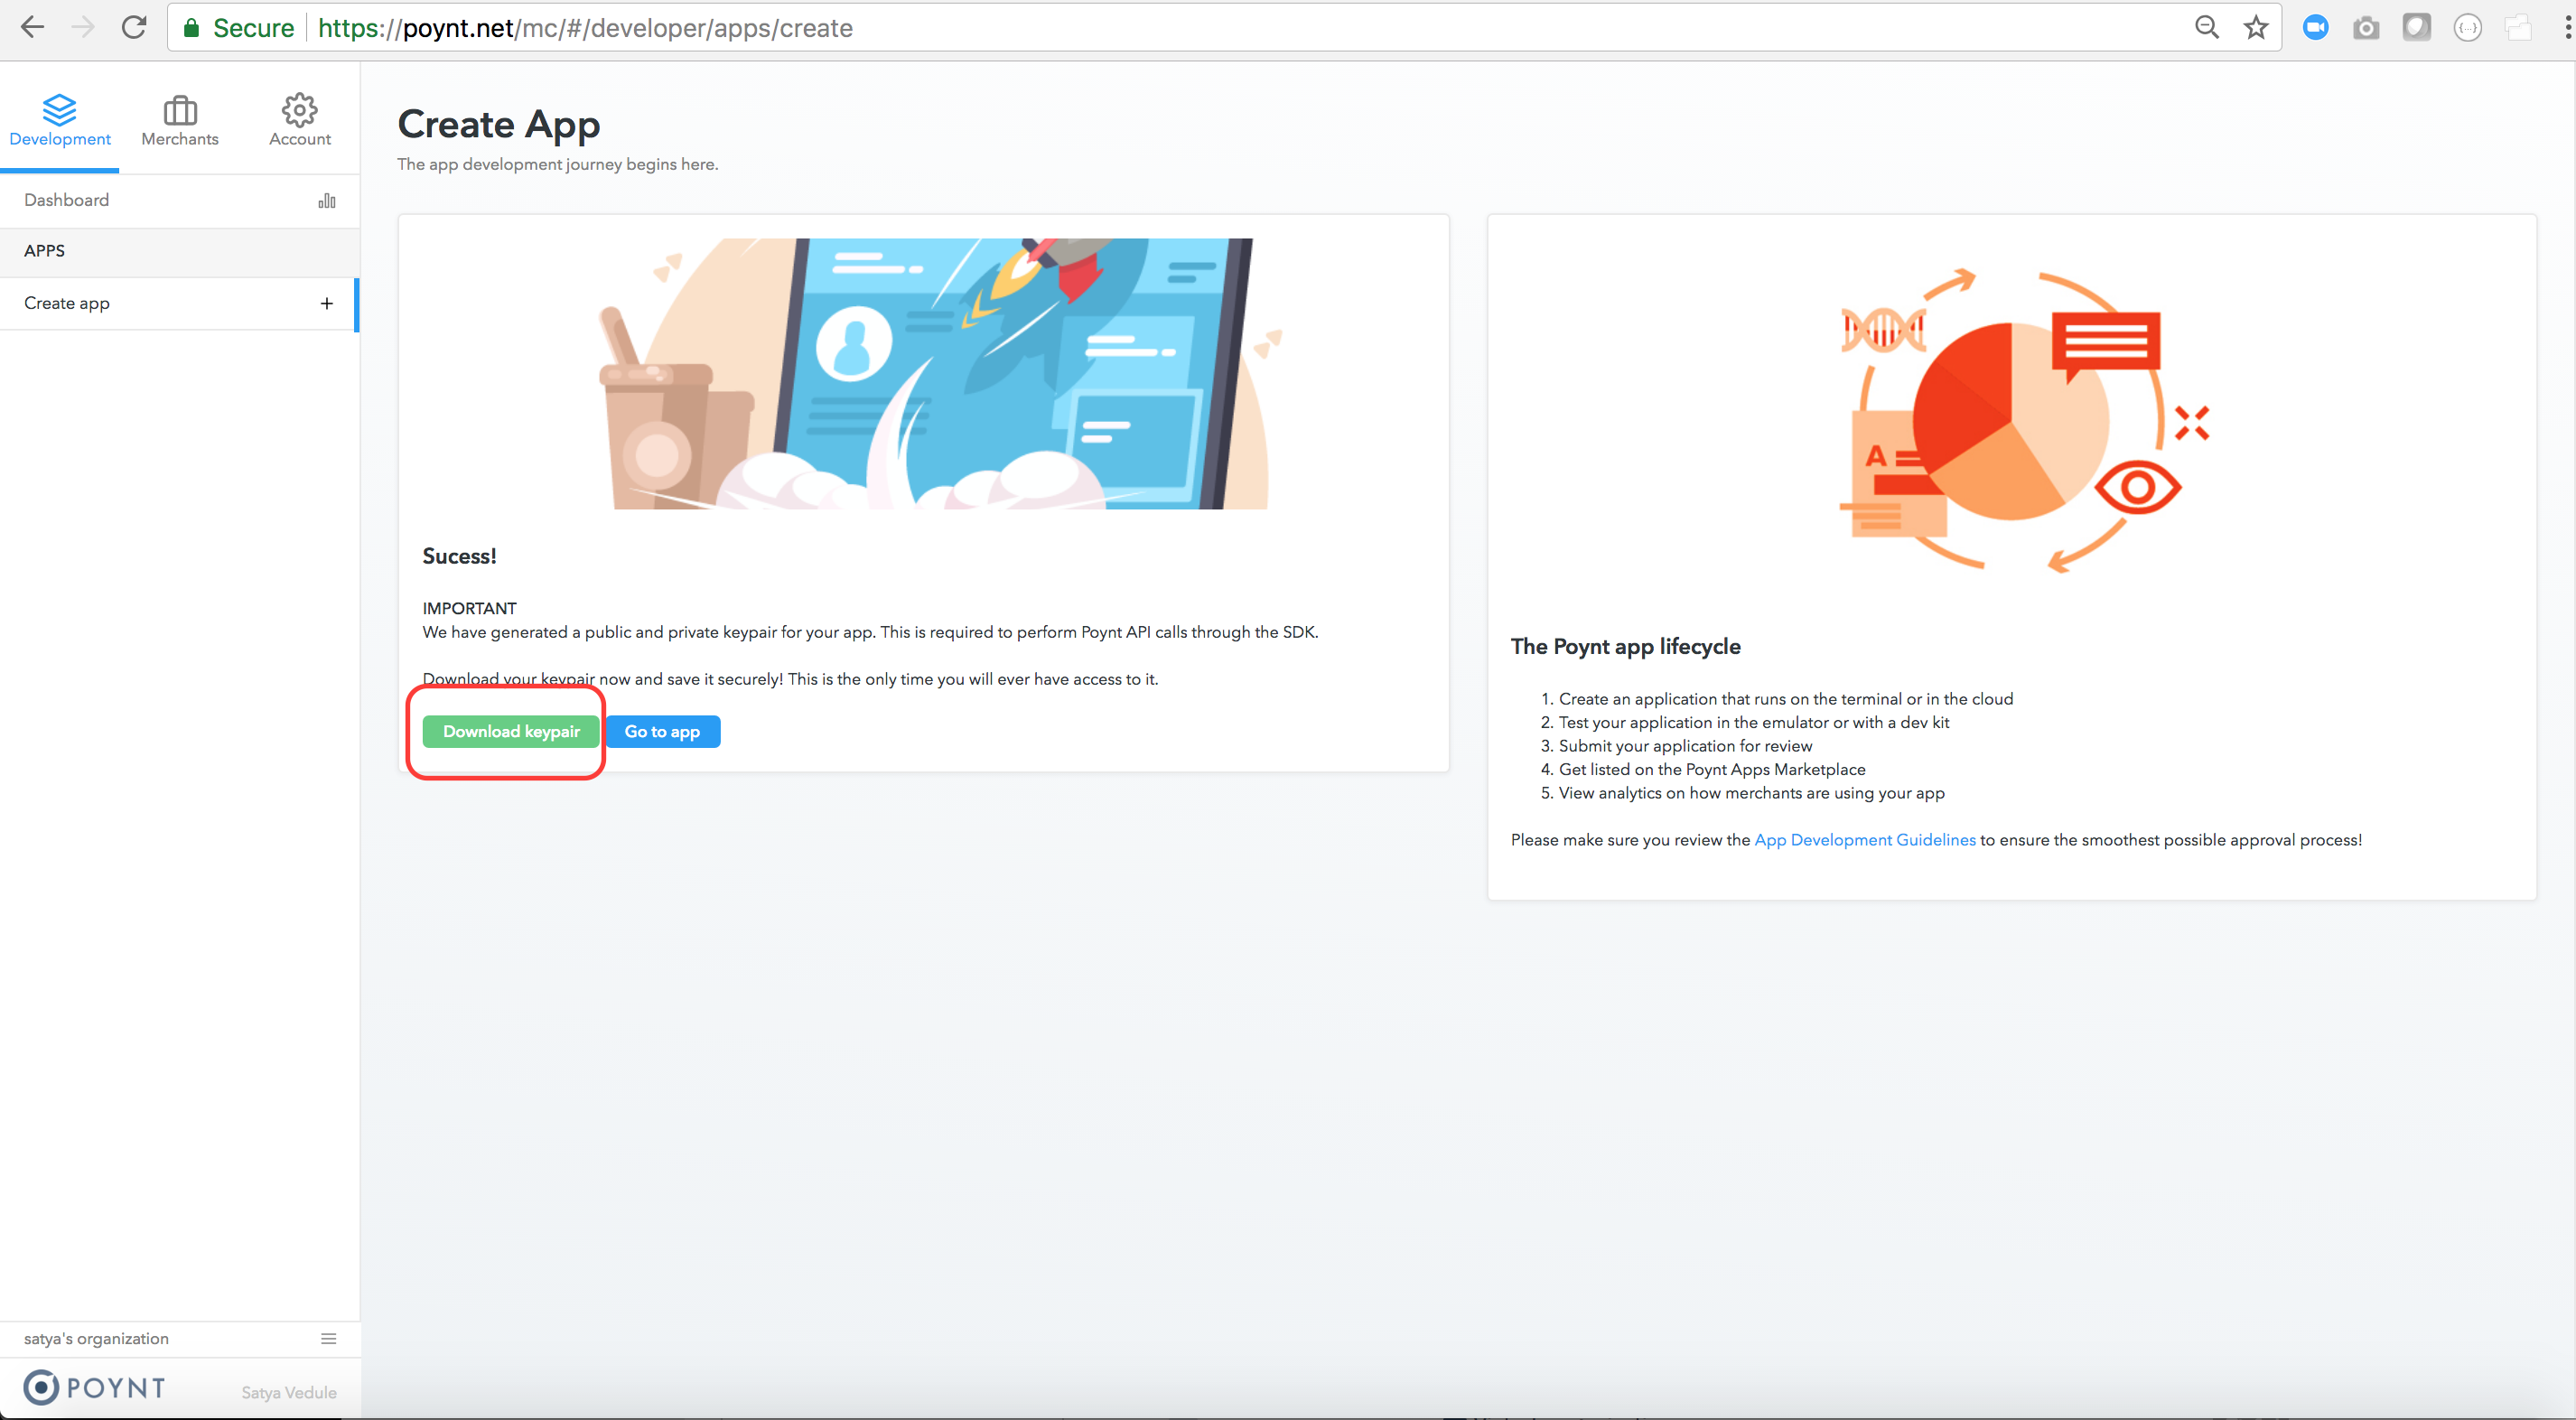 Secure https://poynt.net/mc/#/developer/apps/create
Development Merchants Account
Dashboard
APPS
Create app +
Create App
The app development journey begins here.
Sucess!
IMPORTANT
We have generated a public and private keypair for your app. This is required to perform Poynt API calls through the SDK.
Download your keypair now and save it securely! This is the only time you will ever have access to it.
Download keypair Go to app
A
The Poynt app lifecycle
1. Create an application that runs on the terminal or in the cloud
2. Test your application in the emulator or with a dev kit
3. Submit your application for review
4. Get listed on the Poynt Apps Marketplace
5. View analytics on how merchants are using your app
Please make sure you review the App Development Guidelines to ensure the smoothest possible approval process!
satya's organization
POYNT Satya Vedule